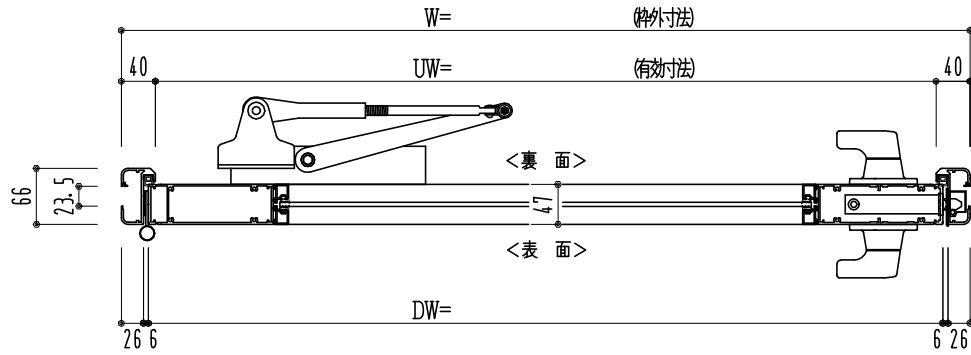 W= (枠外寸法)
40 UW= (有効寸法) 40
<裏 面>
66
23.5
47
<表 面>
DW=
26 6 6 26